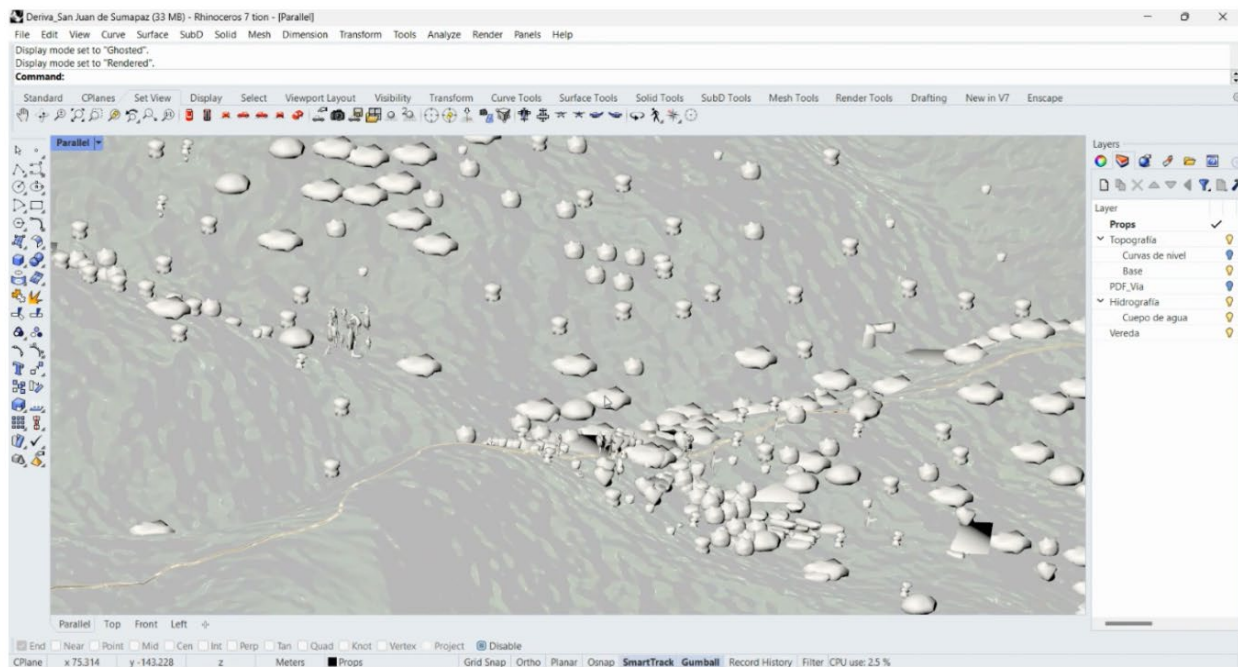 Deriva_San Juan de Sumapaz (33 MB) - Rhinoceros 7 tion - [Parallel]
File Edit View Curve Surface SubD Solid Mesh Dimension Transform Tools Analyze Render Panels Help
Display mode set to "Ghosted".
Display mode set to "Rendered".
Command:
Standard CPlanes Set View Display Select Viewport Layout Visibility Transform Curve Tools Surface Tools Solid Tools SubD Tools Mesh Tools Render Tools Drafting New in V7 Enscape
Parallel
Layers
Layer
Props
Topografía
Curvas de nivel
Base
PDF_Vía
Hidrografía
Cuepo de agua
Vereda
Parallel Top Front Left
End Near Point Mid Cen Int Perp Tan Quad Knot Vertex Project Disable
CPlane x 75.314 y -143.228 z Meters Props Grid Snap Ortho Planar Osnap SmartTrack Gumball Record History Filter CPU use: 2.5 %